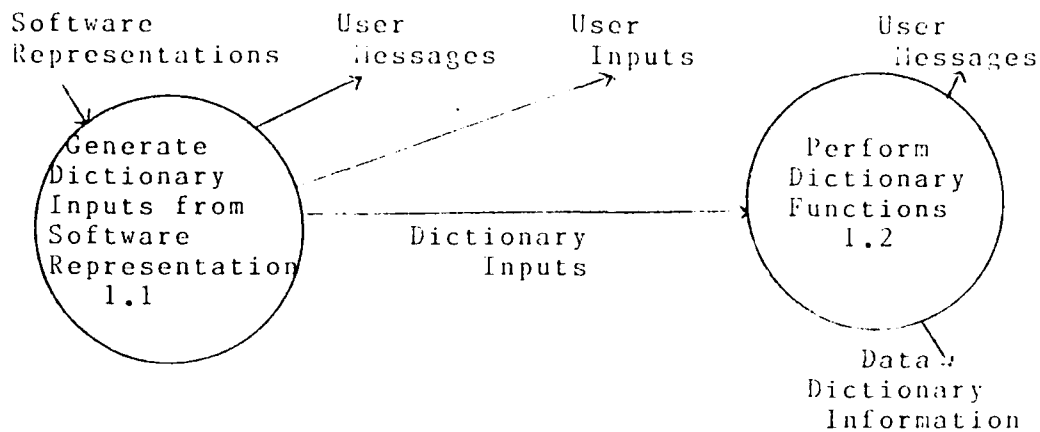 Software
Representations
User
Messages
User
Inputs
User
Messages
Generate
Dictionary
Inputs from
Software
Representation
1.1
Dictionary
Inputs
Perform
Dictionary
Functions
1.2
Data
Dictionary
Information